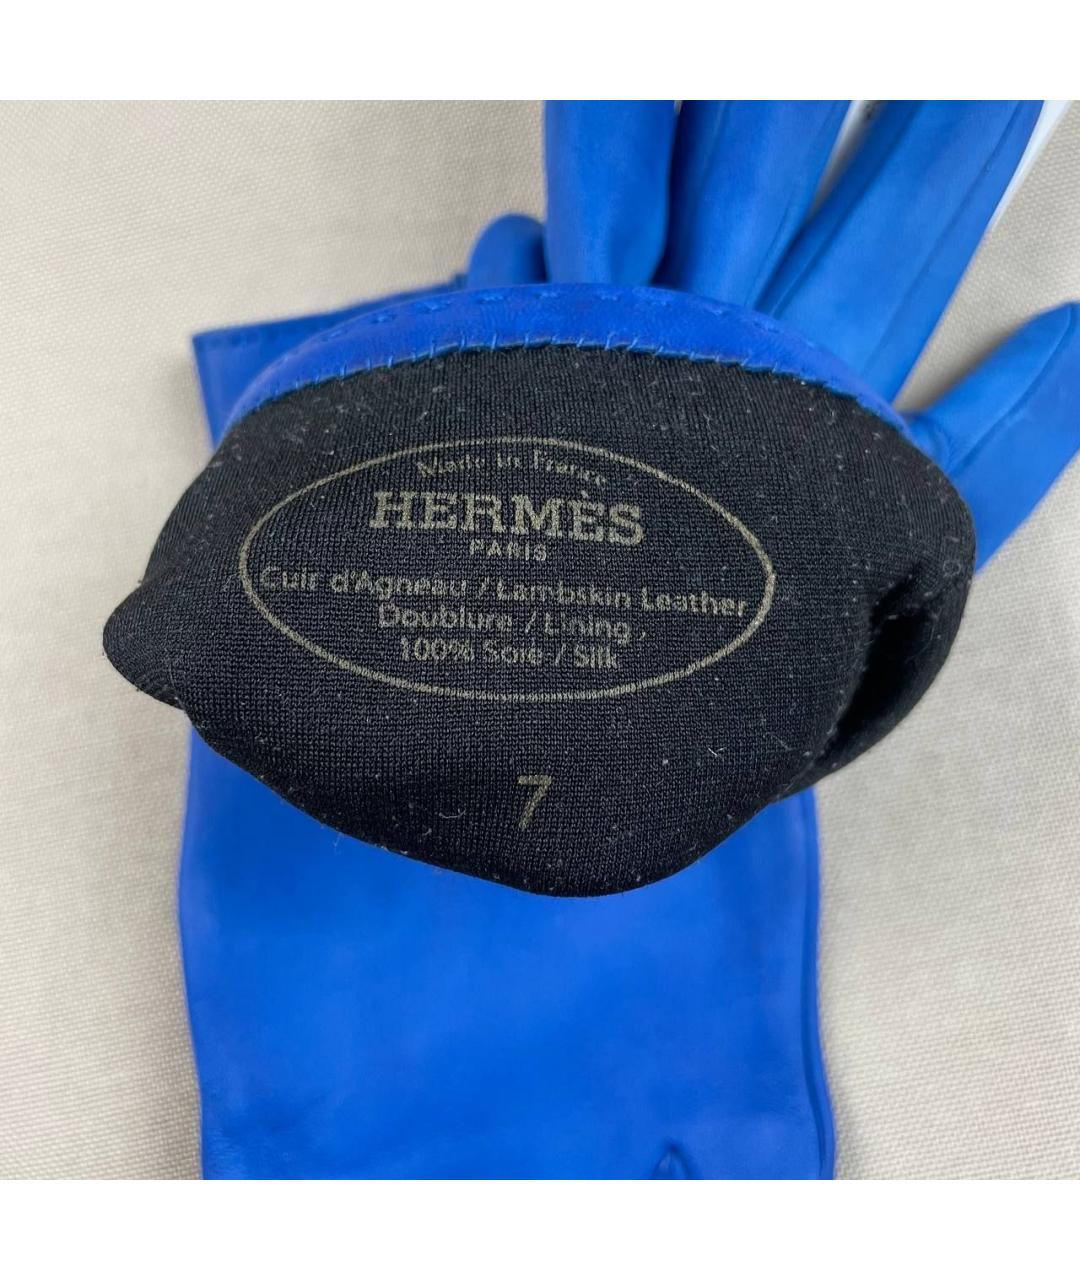 Made in France
HERMÈS
PARIS
Cuir d'Agneau / Lambskin Leather
Doublure / Lining,
100% Soie / Silk
7